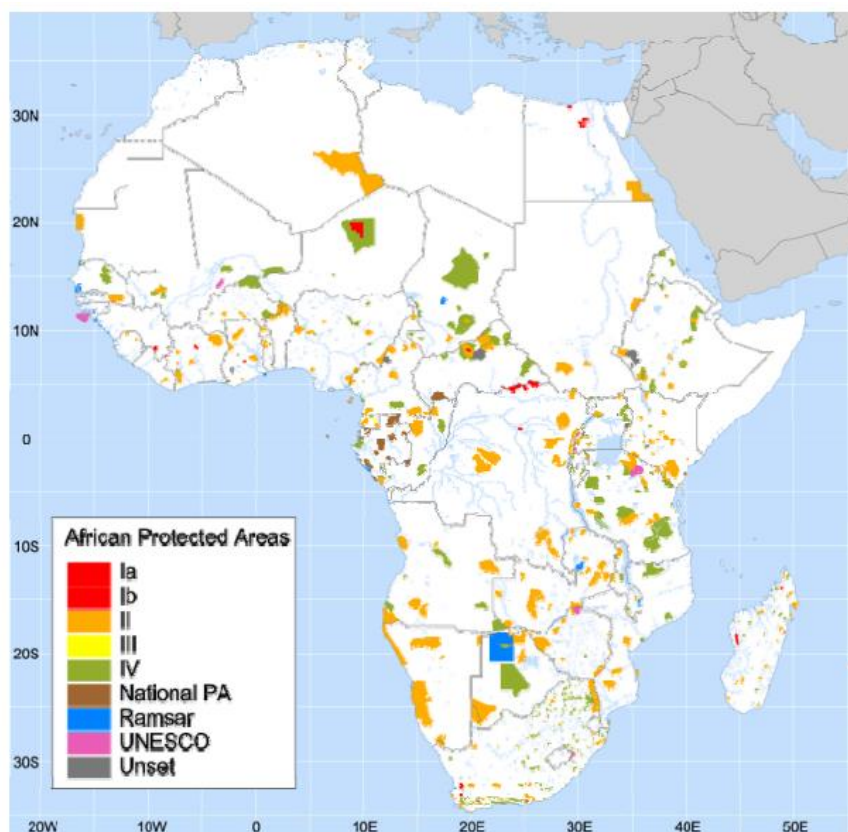 30N
20N
10N
0
10S
20S
30S
African Protected Areas
Ia
Ib
II
III
IV
National PA
Ramsar
UNESCO
Unset
20W 10W 0 10E 20E 30E 40E 50E